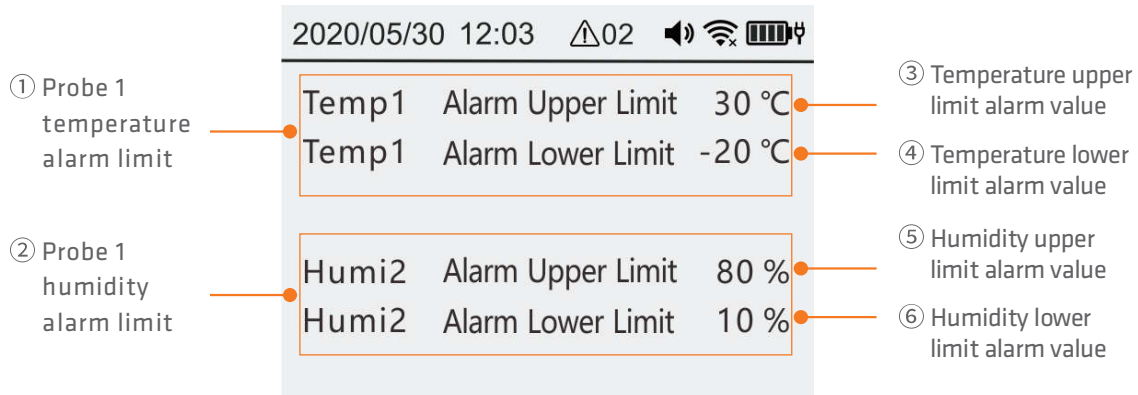 2020/05/30 12:03 02
① Probe 1
temperature
alarm limit
Temp1 Alarm Upper Limit 30 ℃
Temp1 Alarm Lower Limit -20 ℃
③ Temperature upper
limit alarm value
④ Temperature lower
limit alarm value
② Probe 1
humidity
alarm limit
Humi2 Alarm Upper Limit 80 %
Humi2 Alarm Lower Limit 10 %
⑤ Humidity upper
limit alarm value
⑥ Humidity lower
limit alarm value